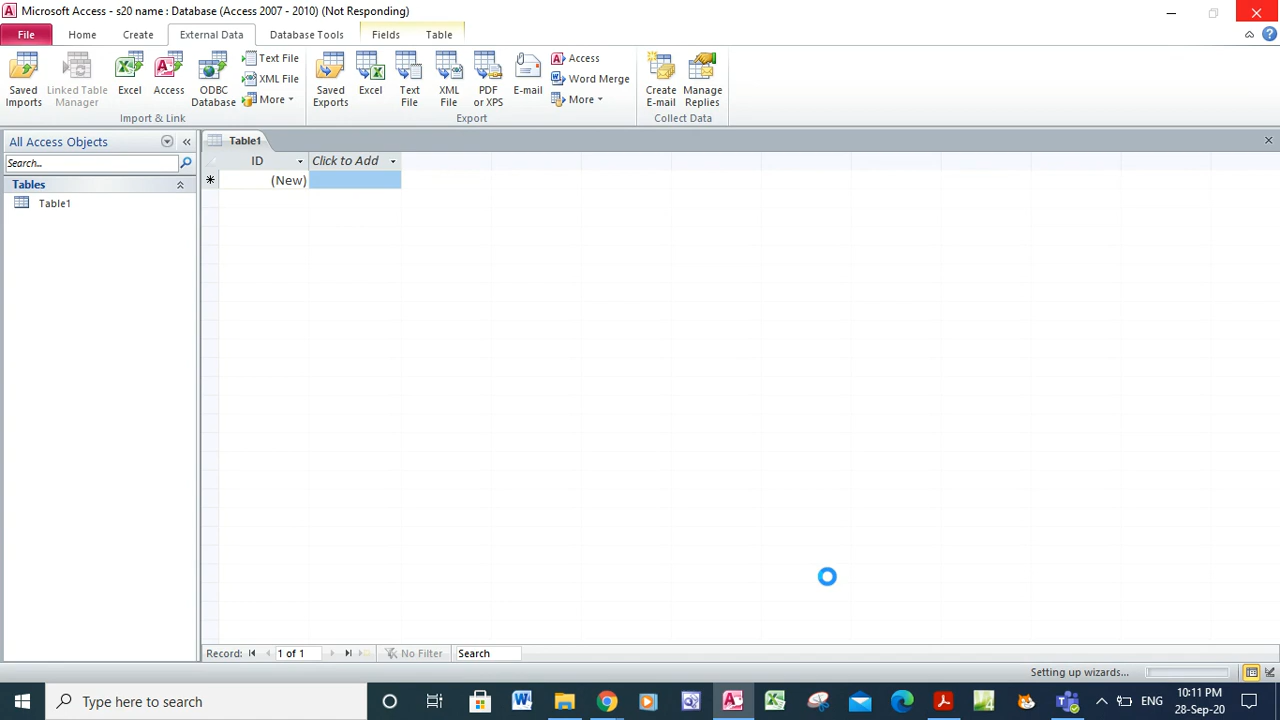 Microsoft Access - s20 name : Database (Access 2007 - 2010) (Not Responding)
File Home Create External Data Database Tools Fields Table
Saved Imports
Linked Table Manager
Excel
Access
ODBC Database
Text File
XML File
More
Import & Link
Saved Exports
Excel
Text File
XML File
PDF or XPS
E-mail
Access
Word Merge
More
Export
Create E-mail
Manage Replies
Collect Data
All Access Objects
Search...
Tables
Table1
Table1
ID Click to Add
(New)
Record: 1 of 1 No Filter Search
Setting up wizards...
Type here to search
ENG
10:11 PM
28-Sep-20